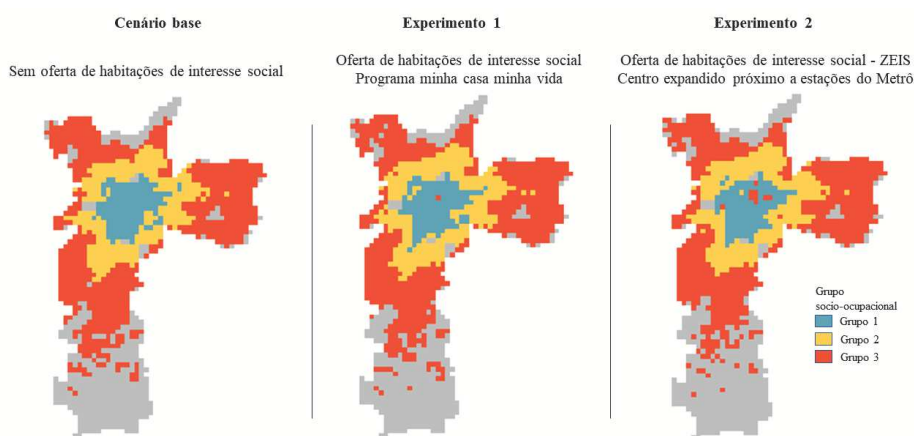 Cenário base
Sem oferta de habitações de interesse social
Experimento 1
Oferta de habitações de interesse social
Programa minha casa minha vida
Experimento 2
Oferta de habitações de interesse social - ZEIS
Centro expandido próximo a estações do Metrô
Grupo
socio-ocupacional
Grupo 1
Grupo 2
Grupo 3